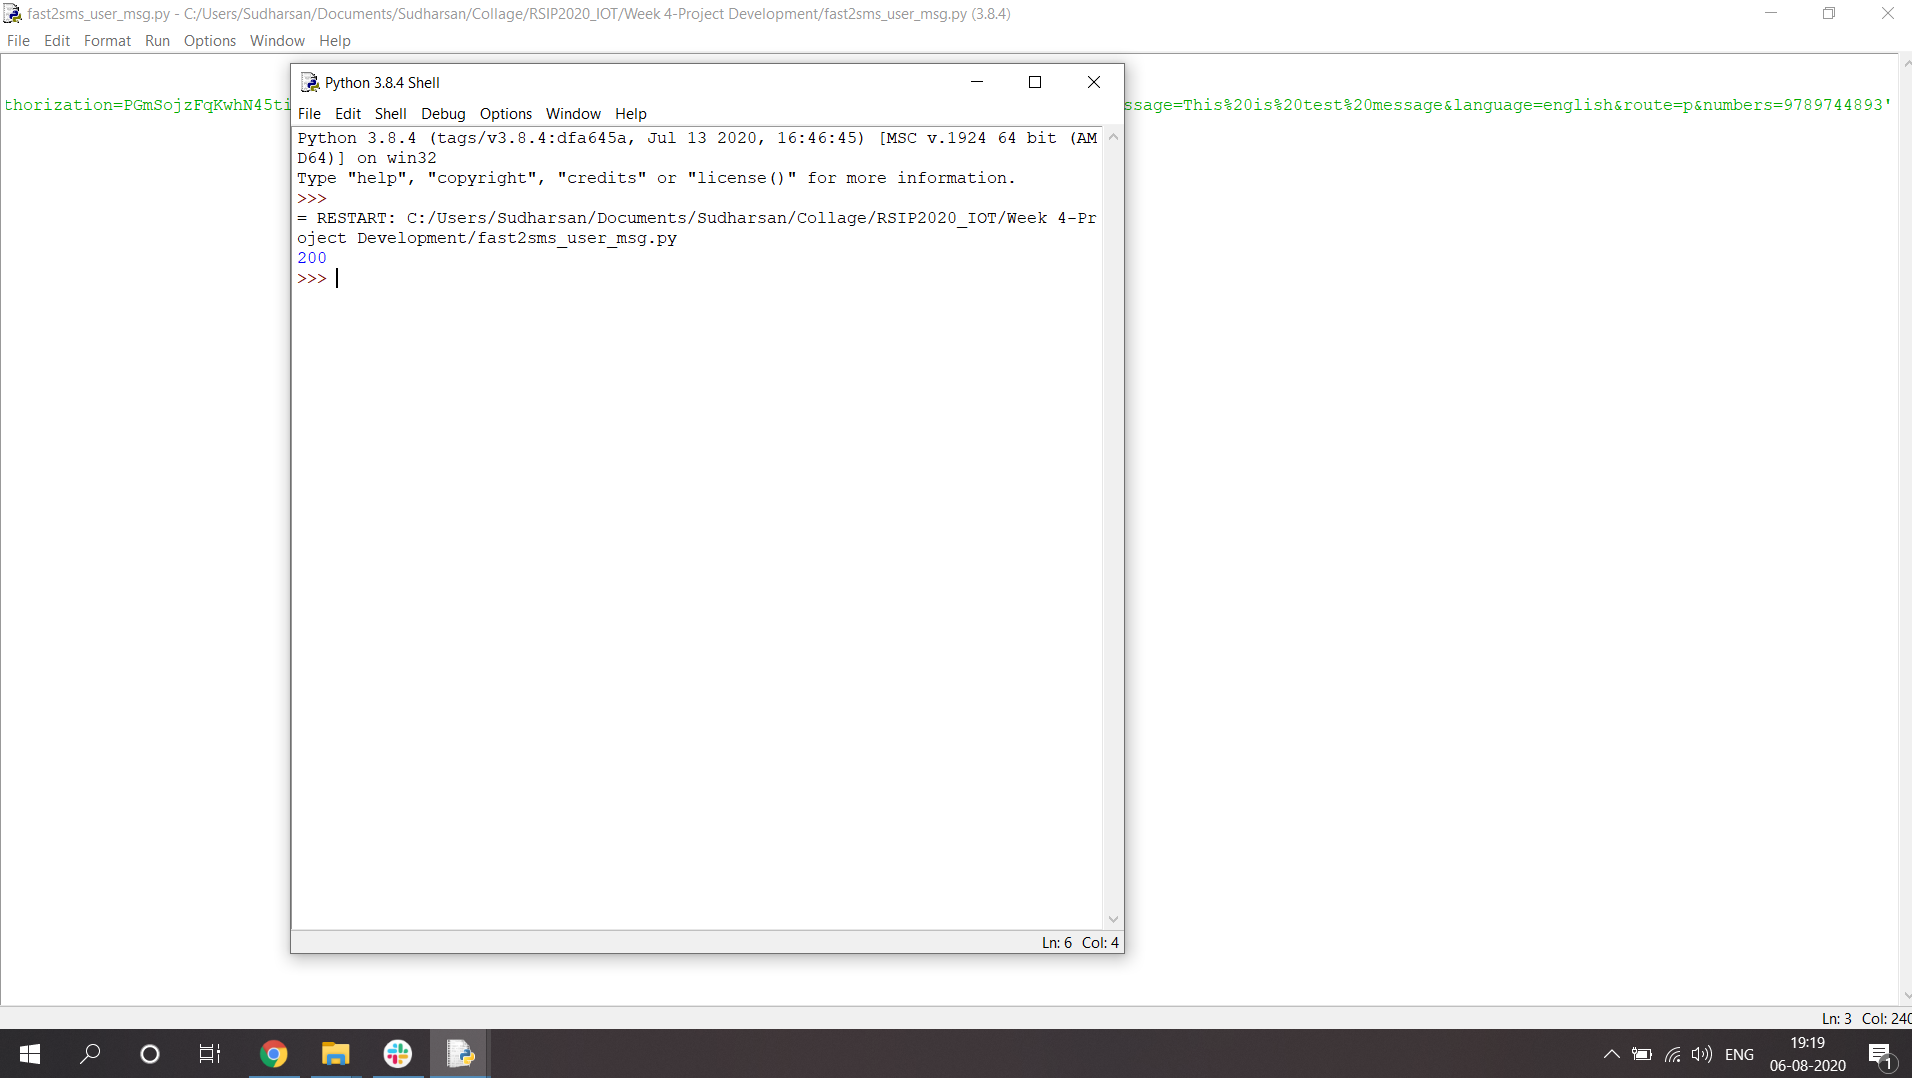 fast2sms_user_msg.py - C:/Users/Sudharsan/Documents/Sudharsan/Collage/RSIP2020_IOT/Week 4-Project Development/fast2sms_user_msg.py (3.8.4)
File Edit Format Run Options Window Help
thorization=PGmSojzFqKwhN45ti
ssage=This%20is%20test%20message&language=english&route=p&numbers=9789744893'
Python 3.8.4 Shell
File Edit Shell Debug Options Window Help
Python 3.8.4 (tags/v3.8.4:dfa645a, Jul 13 2020, 16:46:45) [MSC v.1924 64 bit (AM
D64)] on win32
Type "help", "copyright", "credits" or "license()" for more information.
>>>
= RESTART: C:/Users/Sudharsan/Documents/Sudharsan/Collage/RSIP2020_IOT/Week 4-Pr
oject Development/fast2sms_user_msg.py
200
>>>
Ln: 6 Col: 4
Ln: 3 Col: 240
ENG
19:19
06-08-2020
1